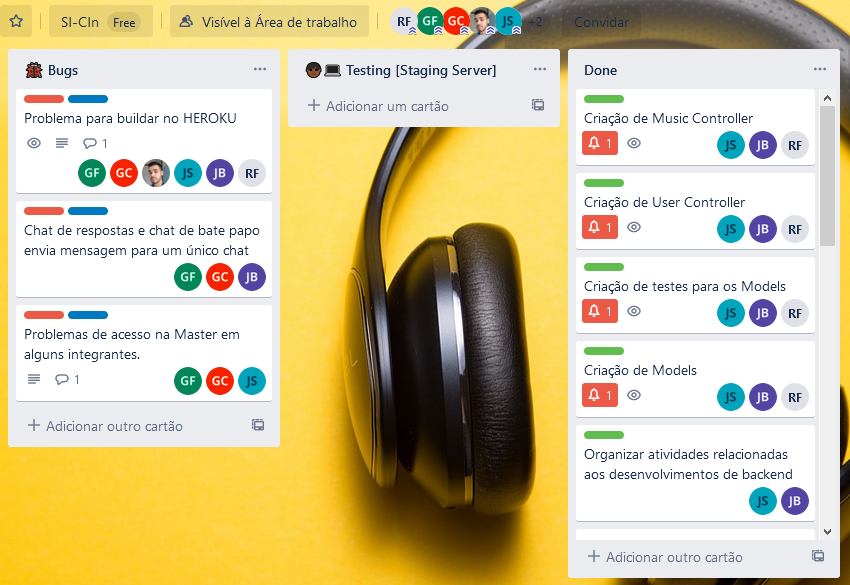 SI-CIn Free
Visível à Área de trabalho
RF GF GC JS +2
Convidar
Bugs
Problema para buildar no HEROKU
1
GF GC JS JB RF
Chat de respostas e chat de bate papo
envia mensagem para um único chat
GF GC JB
Problemas de acesso na Master em
alguns integrantes.
1
GF GC JS
+ Adicionar outro cartão
Testing [Staging Server]
+ Adicionar um cartão
Done
Criação de Music Controller
1
JS JB RF
Criação de User Controller
1
JS JB RF
Criação de testes para os Models
1
JS JB RF
Criação de Models
1
JS JB RF
Organizar atividades relacionadas
aos desenvolvimentos de backend
JS JB
+ Adicionar outro cartão